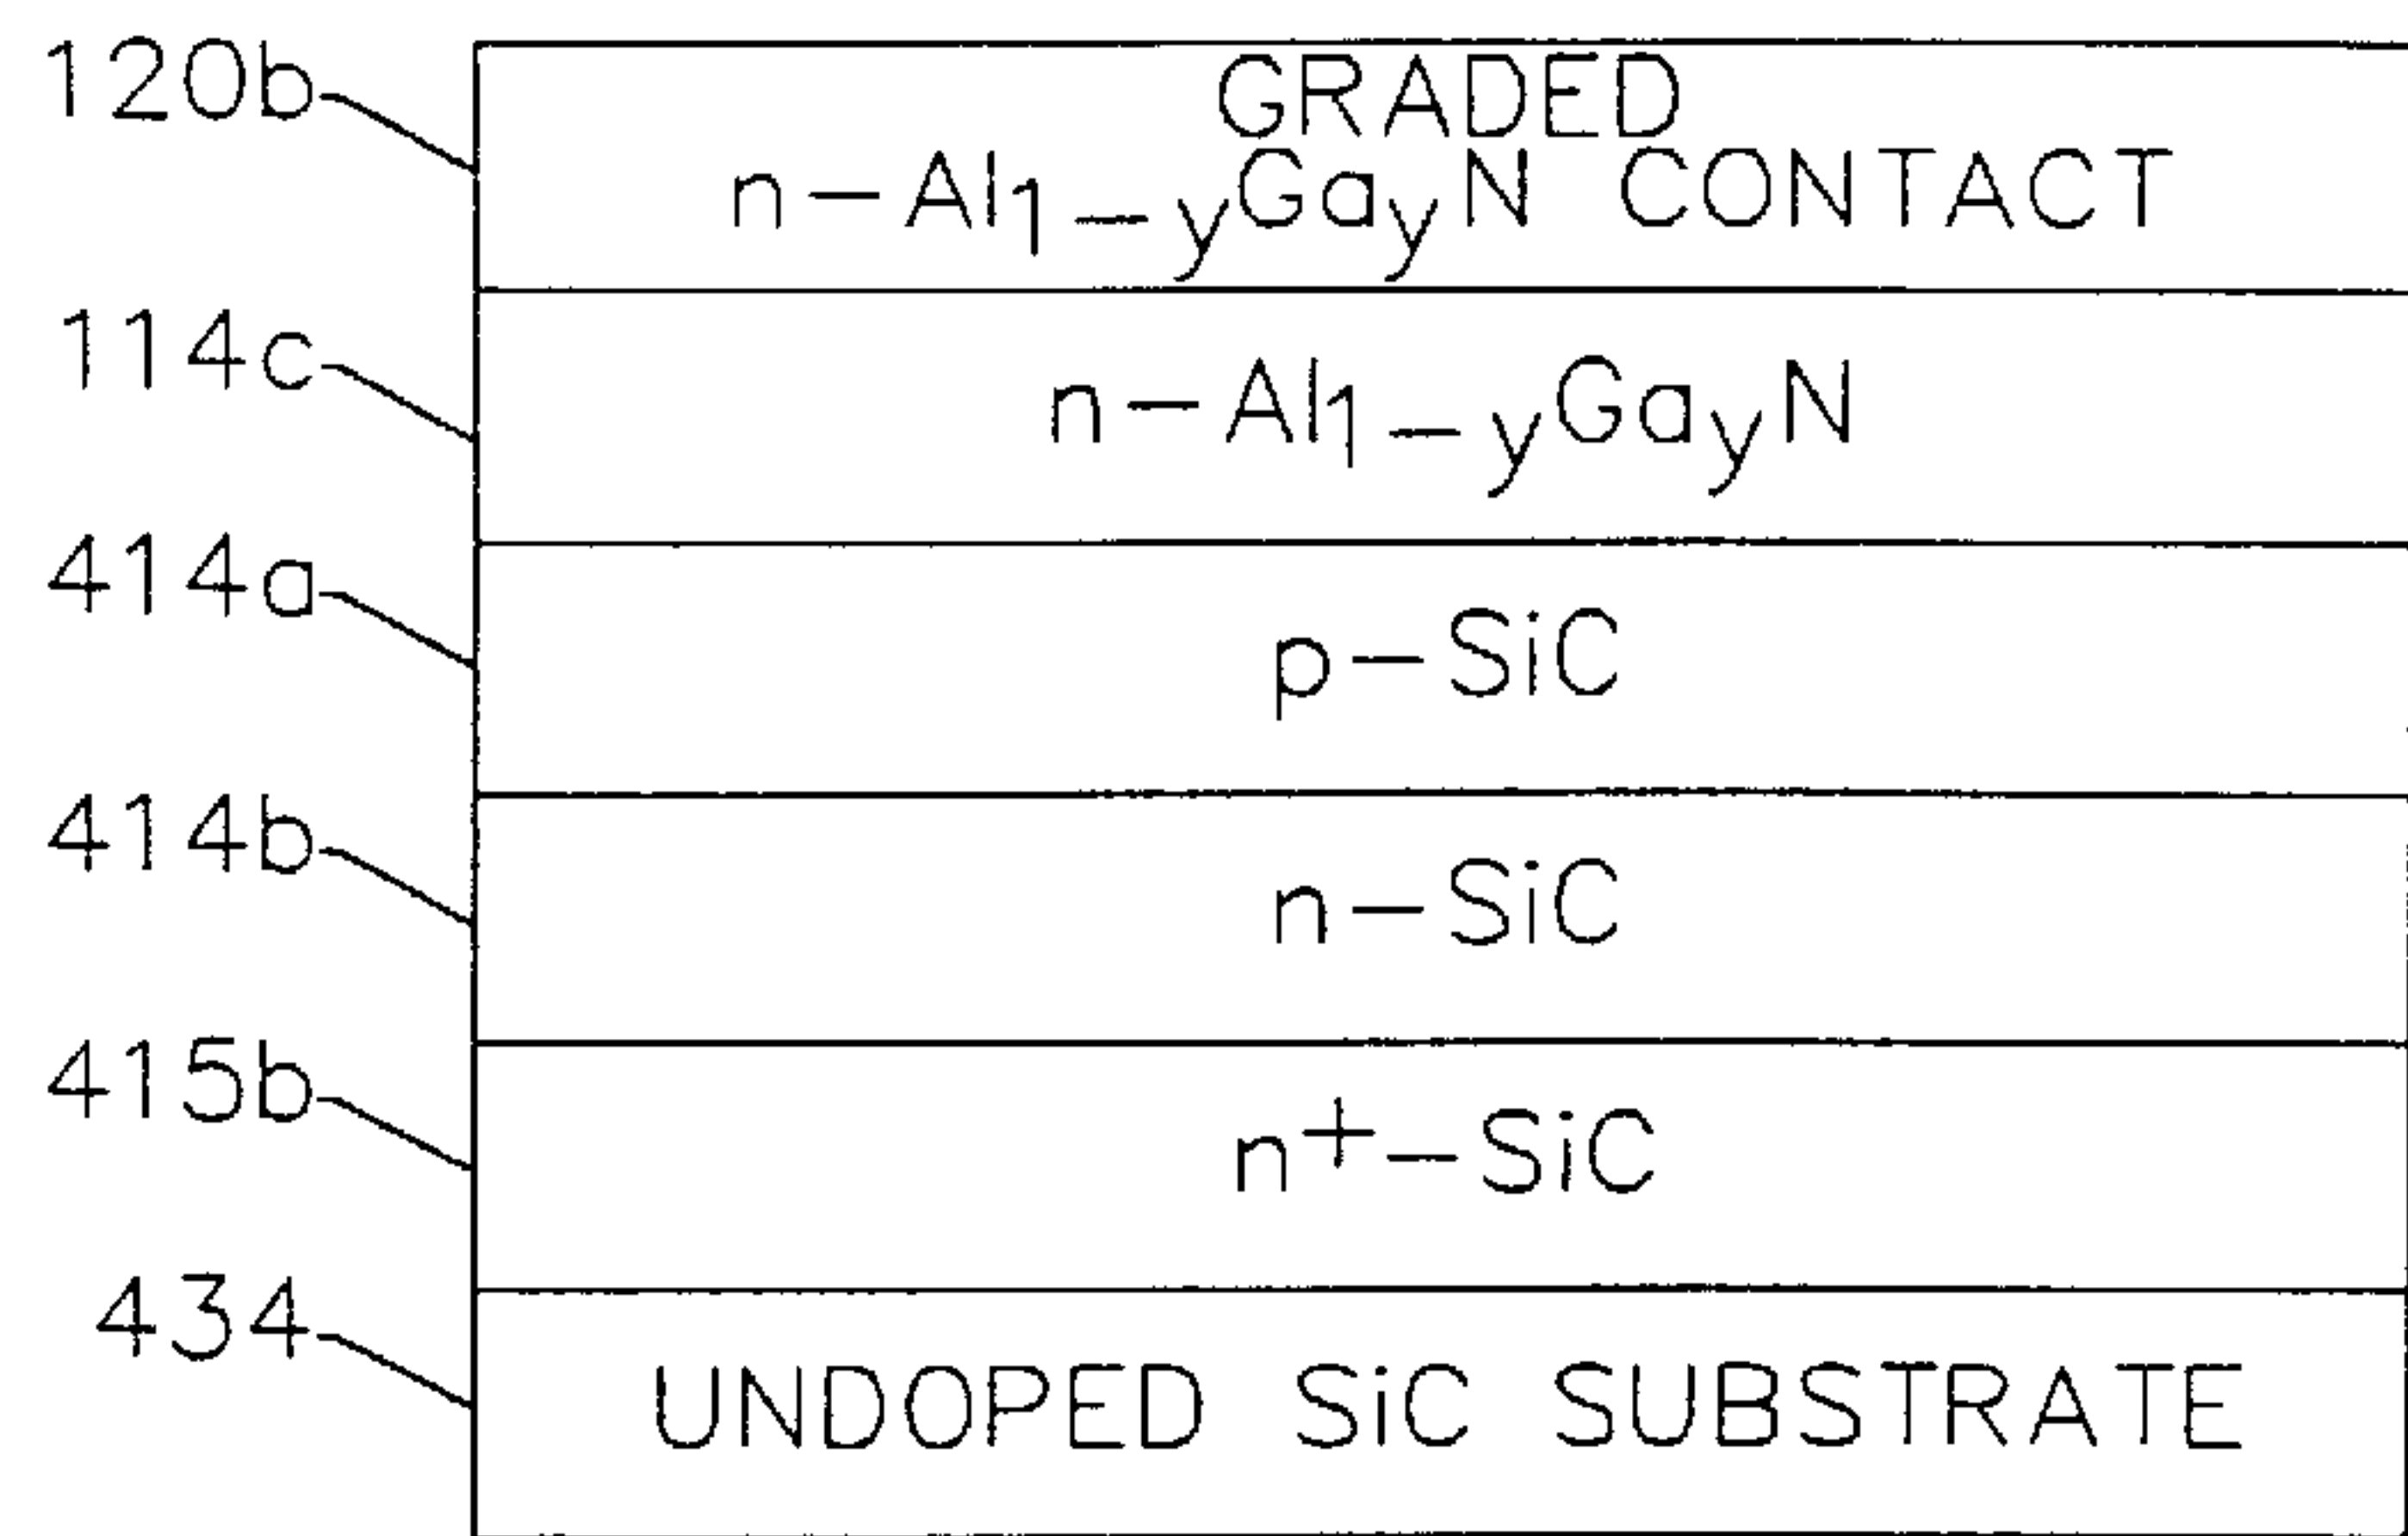 120b
GRADED
n-Al1-yGayN CONTACT
114c
n-Al1-yGayN
414a
p-SiC
414b
n-SiC
415b
n+-SiC
434
UNDOPED SiC SUBSTRATE